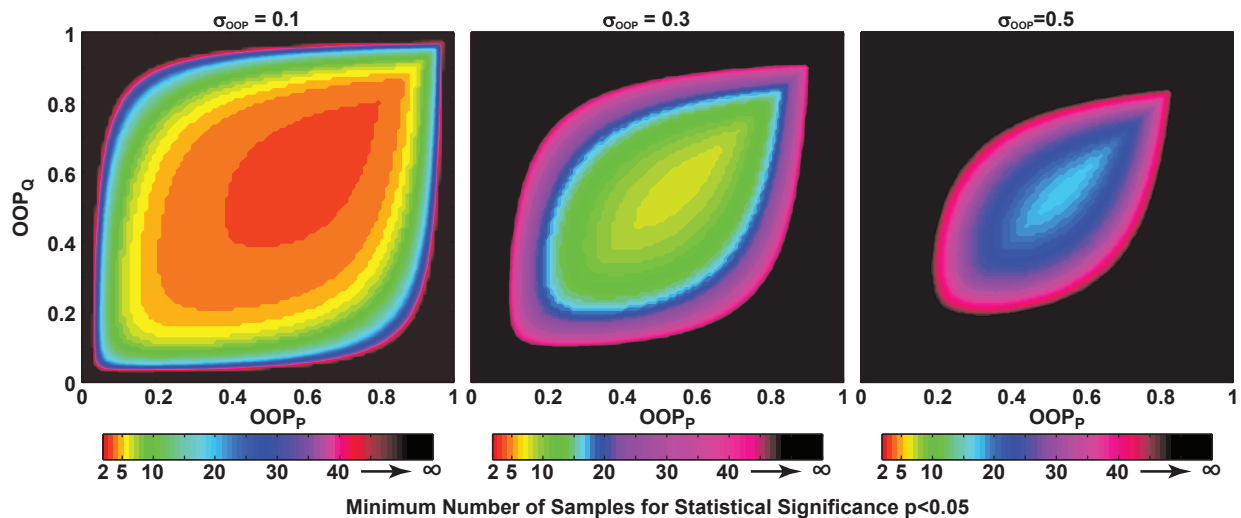 σOOP = 0.1
σOOP = 0.3
σOOP=0.5
1
0.8
0.6
0.4
0.2
0
OOPQ
0 0.2 0.4 0.6 0.8 1
0 0.2 0.4 0.6 0.8 1
0 0.2 0.4 0.6 0.8 1
OOPP
OOPP
OOPP
2 5 10 20 30 40 ∞
2 5 10 20 30 40 ∞
2 5 10 20 30 40 ∞
Minimum Number of Samples for Statistical Significance p<0.05